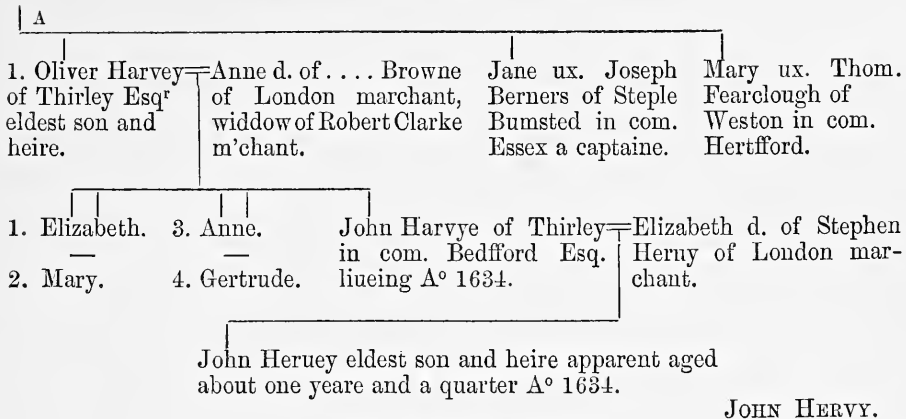 A
1. Oliver Harvey
of Thirley Esqr
eldest son and
heire.
Anne d. of . . . . Browne
of London marchant,
widdow of Robert Clarke
m'chant.
Jane ux. Joseph
Berners of Steple
Bumsted in com.
Essex a captaine.
Mary ux. Thom.
Fearclough of
Weston in com.
Hertfford.
1. Elizabeth.
2. Mary.
3. Anne.
4. Gertrude.
John Harvye of Thirley
in com. Bedfford Esq.
liueing Aº 1634.
Elizabeth d. of Stephen
Herny of London mar-
chant.
John Heruey eldest son and heire apparent aged
about one yeare and a quarter Aº 1634.
JOHN HERVY.